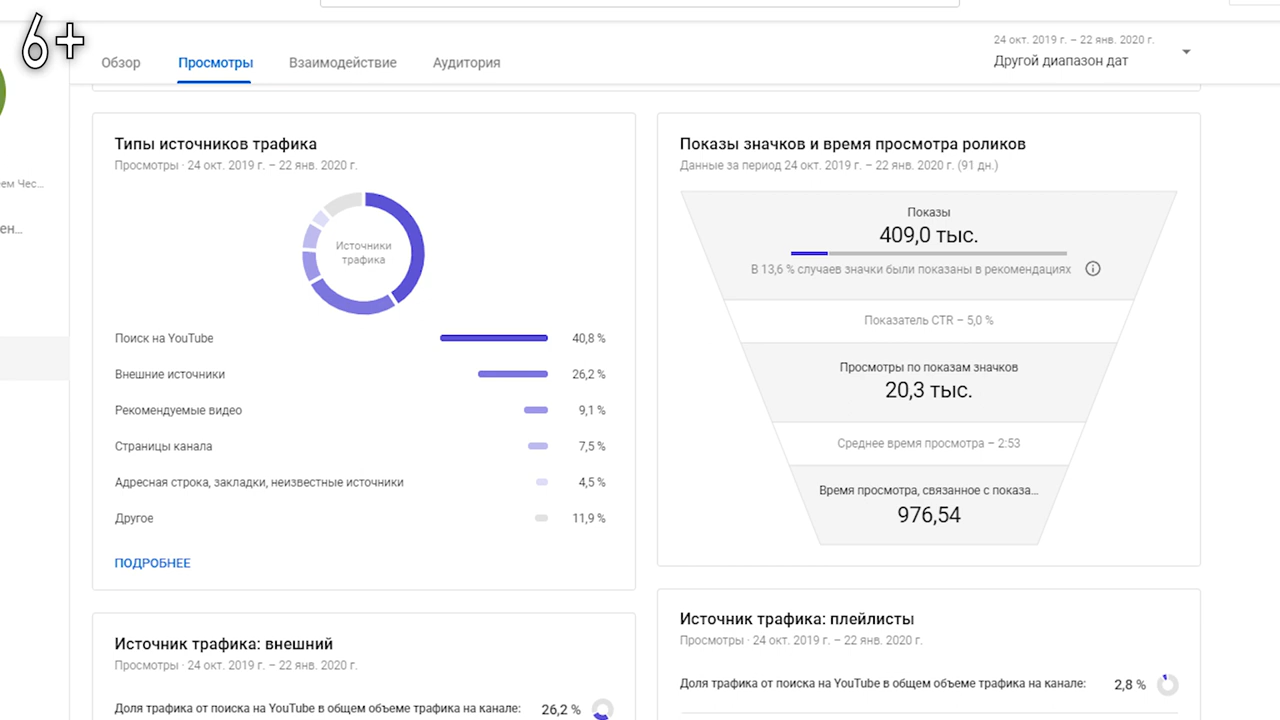 6+
24 окт. 2019 г. – 22 янв. 2020 г.
Обзор
Просмотры
Взаимодействие
Аудитория
Другой диапазон дат
ем Чес...
ен...
Типы источников трафика
Просмотры · 24 окт. 2019 г. – 22 янв. 2020 г.
Источники
трафика
Поиск на YouTube 40,8 %
Внешние источники 26,2 %
Рекомендуемые видео 9,1 %
Страницы канала 7,5 %
Адресная строка, закладки, неизвестные источники 4,5 %
Другое 11,9 %
ПОДРОБНЕЕ
Показы значков и время просмотра роликов
Данные за период 24 окт. 2019 г. – 22 янв. 2020 г. (91 дн.)
Показы
409,0 тыс.
В 13,6 % случаев значки были показаны в рекомендациях
Показатель CTR – 5,0 %
Просмотры по показам значков
20,3 тыс.
Среднее время просмотра – 2:53
Время просмотра, связанное с показа...
976,54
Источник трафика: внешний
Просмотры · 24 окт. 2019 г. – 22 янв. 2020 г.
Доля трафика от поиска на YouTube в общем объеме трафика на канале: 26,2 %
Источник трафика: плейлисты
Просмотры · 24 окт. 2019 г. – 22 янв. 2020 г.
Доля трафика от поиска на YouTube в общем объеме трафика на канале: 2,8 %